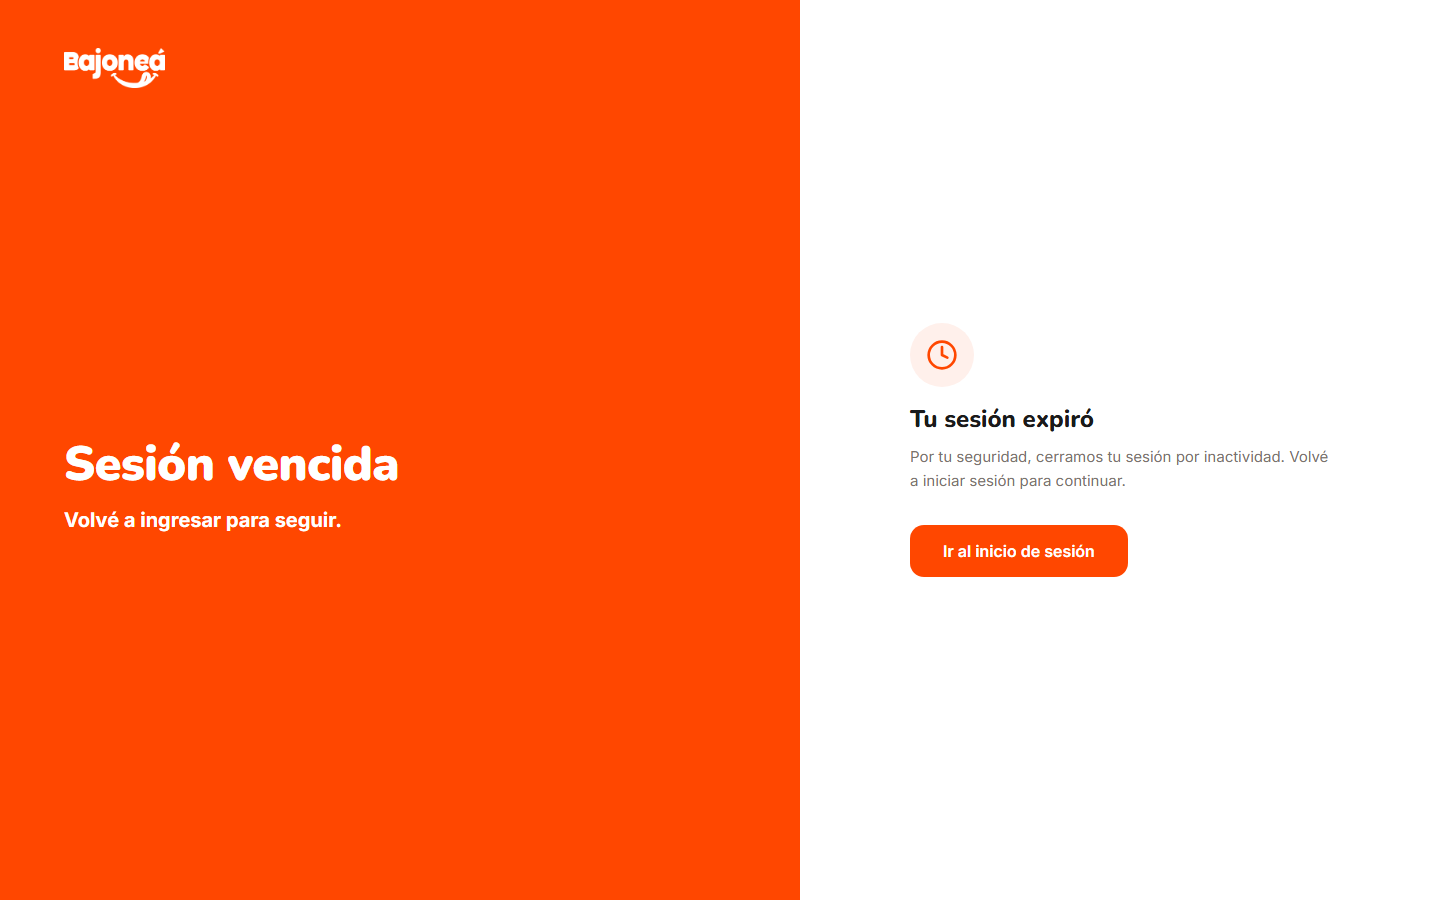 Bajoneá
Sesión vencida
Volvé a ingresar para seguir.
Tu sesión expiró
Por tu seguridad, cerramos tu sesión por inactividad. Volvé
a iniciar sesión para continuar.
Ir al inicio de sesión